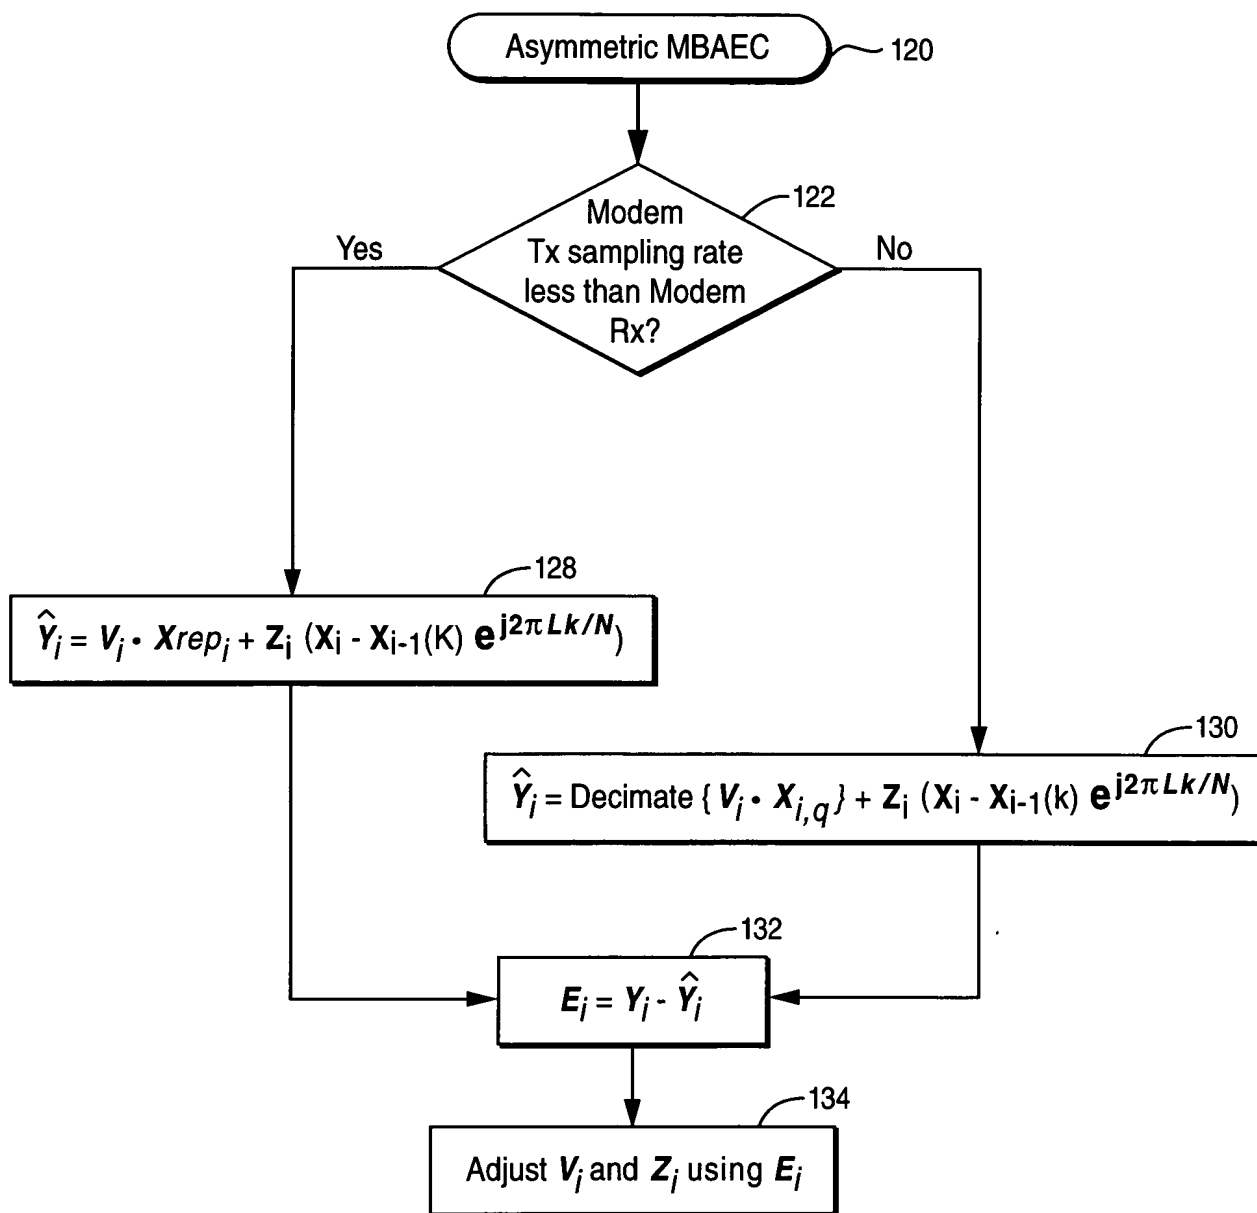 Asymmetric MBAEC
120
Modem
Tx sampling rate
less than Modem
Rx?
122
Yes
No
128
Ŷi = Vi • Xrepi + Zi (Xi - Xi-1(K) e^j2πLk/N)
130
Ŷi = Decimate { Vi • Xi,q} + Zi (Xi - Xi-1(k) e^j2πLk/N)
132
Ei = Yi - Ŷi
134
Adjust Vi and Zi using Ei